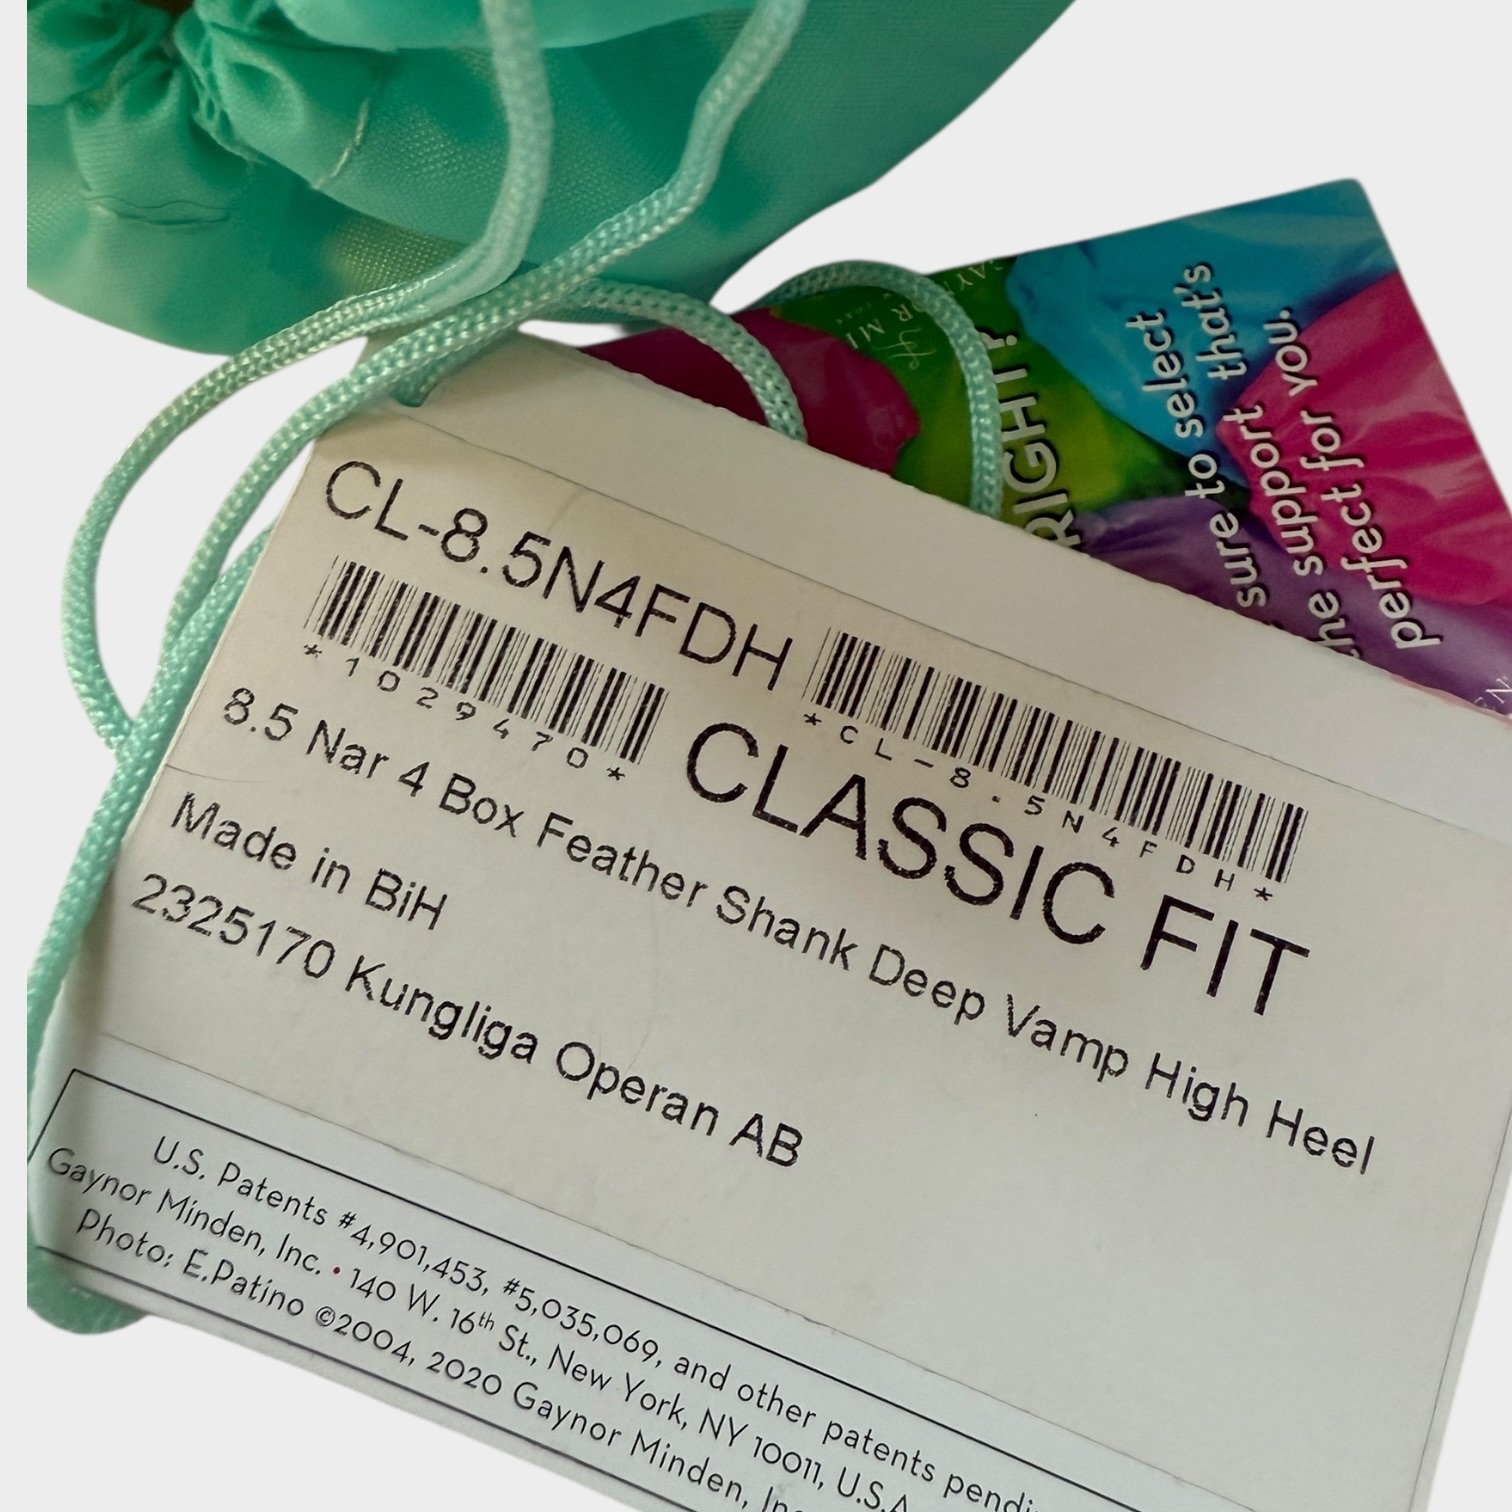 CL-8.5N4FDH
*1029470*
*CL-8.5N4FDH*
CLASSIC FIT
8.5 Nar 4 Box Feather Shank Deep Vamp High Heel
Made in BiH
2325170 Kungliga Operan AB
U.S. Patents #4,901,453, #5,035,069, and other patents
Gaynor Minden, Inc. • 140 W. 16th St., New York, NY 10011, U.S.A
Photo: E.Patino ©2004, 2020 Gaynor Minden,
RIGHT?
sure to select
the support that's
perfect for you.